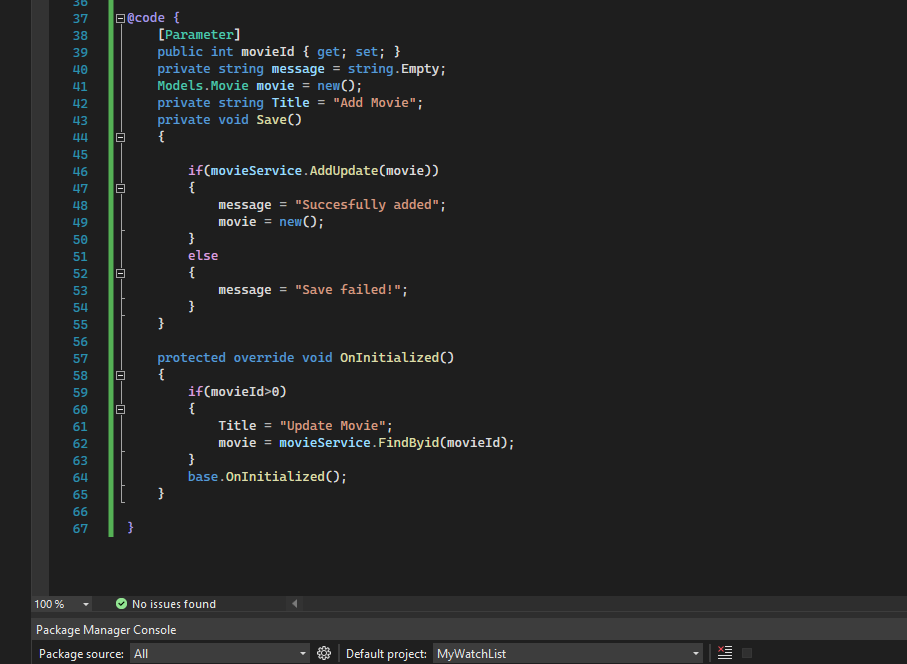 36
37 @code {
38 [Parameter]
39 public int movieId { get; set; }
40 private string message = string.Empty;
41 Models.Movie movie = new();
42 private string Title = "Add Movie";
43 private void Save()
44 {
45
46 if(movieService.AddUpdate(movie))
47 {
48 message = "Succesfully added";
49 movie = new();
50 }
51 else
52 {
53 message = "Save failed!";
54 }
55 }
56
57 protected override void OnInitialized()
58 {
59 if(movieId>0)
60 {
61 Title = "Update Movie";
62 movie = movieService.FindByid(movieId);
63 }
64 base.OnInitialized();
65 }
66
67 }
100 % No issues found
Package Manager Console
Package source: All Default project: MyWatchList